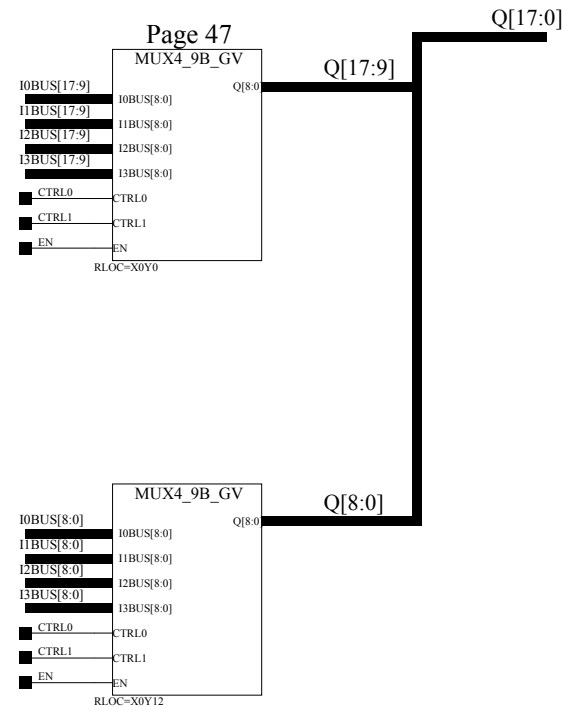 Q[17:0]
Page 47
MUX4_9B_GV
Q[17:9]
I0BUS[17:9]
Q[8:0]
I0BUS[8:0]
I1BUS[17:9]
I1BUS[8:0]
I2BUS[17:9]
I2BUS[8:0]
I3BUS[17:9]
I3BUS[8:0]
CTRL0
CTRL0
CTRL1
CTRL1
EN
EN
RLOC=X0Y0
MUX4_9B_GV
Q[8:0]
I0BUS[8:0]
Q[8:0]
I0BUS[8:0]
I1BUS[8:0]
I1BUS[8:0]
I2BUS[8:0]
I2BUS[8:0]
I3BUS[8:0]
I3BUS[8:0]
CTRL0
CTRL0
CTRL1
CTRL1
EN
EN
RLOC=X0Y12